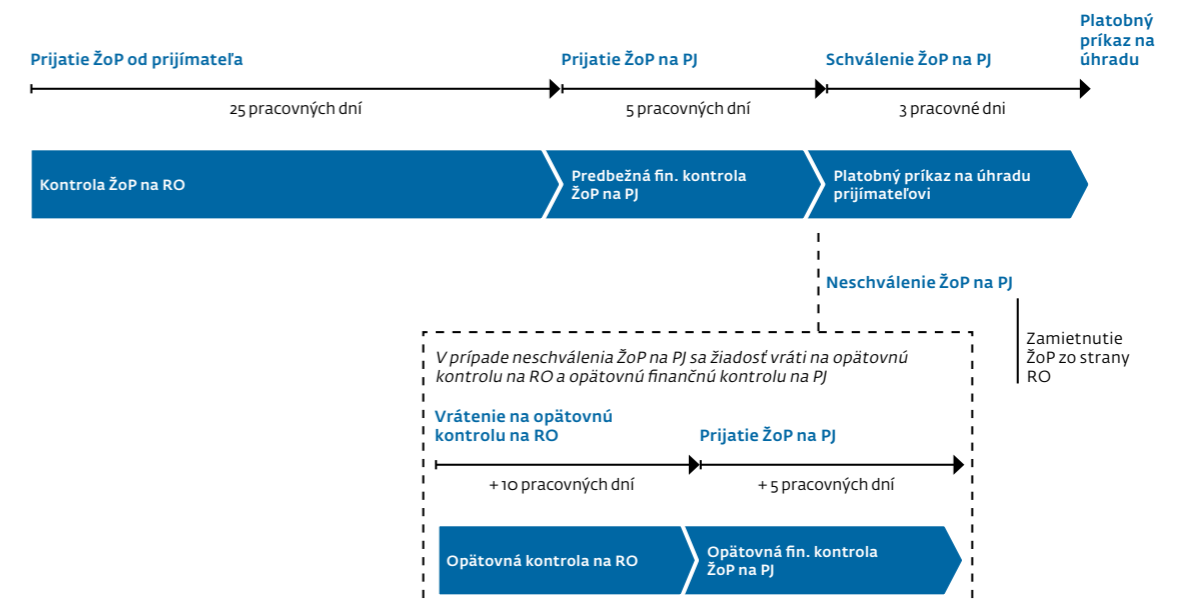 Platobný
príkaz na
úhradu
Prijatie ŽoP od prijímateľa
Prijatie ŽoP na PJ
Schválenie ŽoP na PJ
25 pracovných dní
5 pracovných dní
3 pracovné dni
Kontrola ŽoP na RO
Predbežná fin. kontrola
ŽoP na PJ
Platobný príkaz na úhradu
prijímateľovi
Neschválenie ŽoP na PJ
Zamietnutie
ŽoP zo strany
RO
V prípade neschválenia ŽoP na PJ sa žiadosť vráti na opätovnú
kontrolu na RO a opätovnú finančnú kontrolu na PJ
Vrátenie na opätovnú
kontrolu na RO
Prijatie ŽoP na PJ
+ 10 pracovných dní
+ 5 pracovných dní
Opätovná kontrola na RO
Opätovná fin. kontrola
ŽoP na PJ